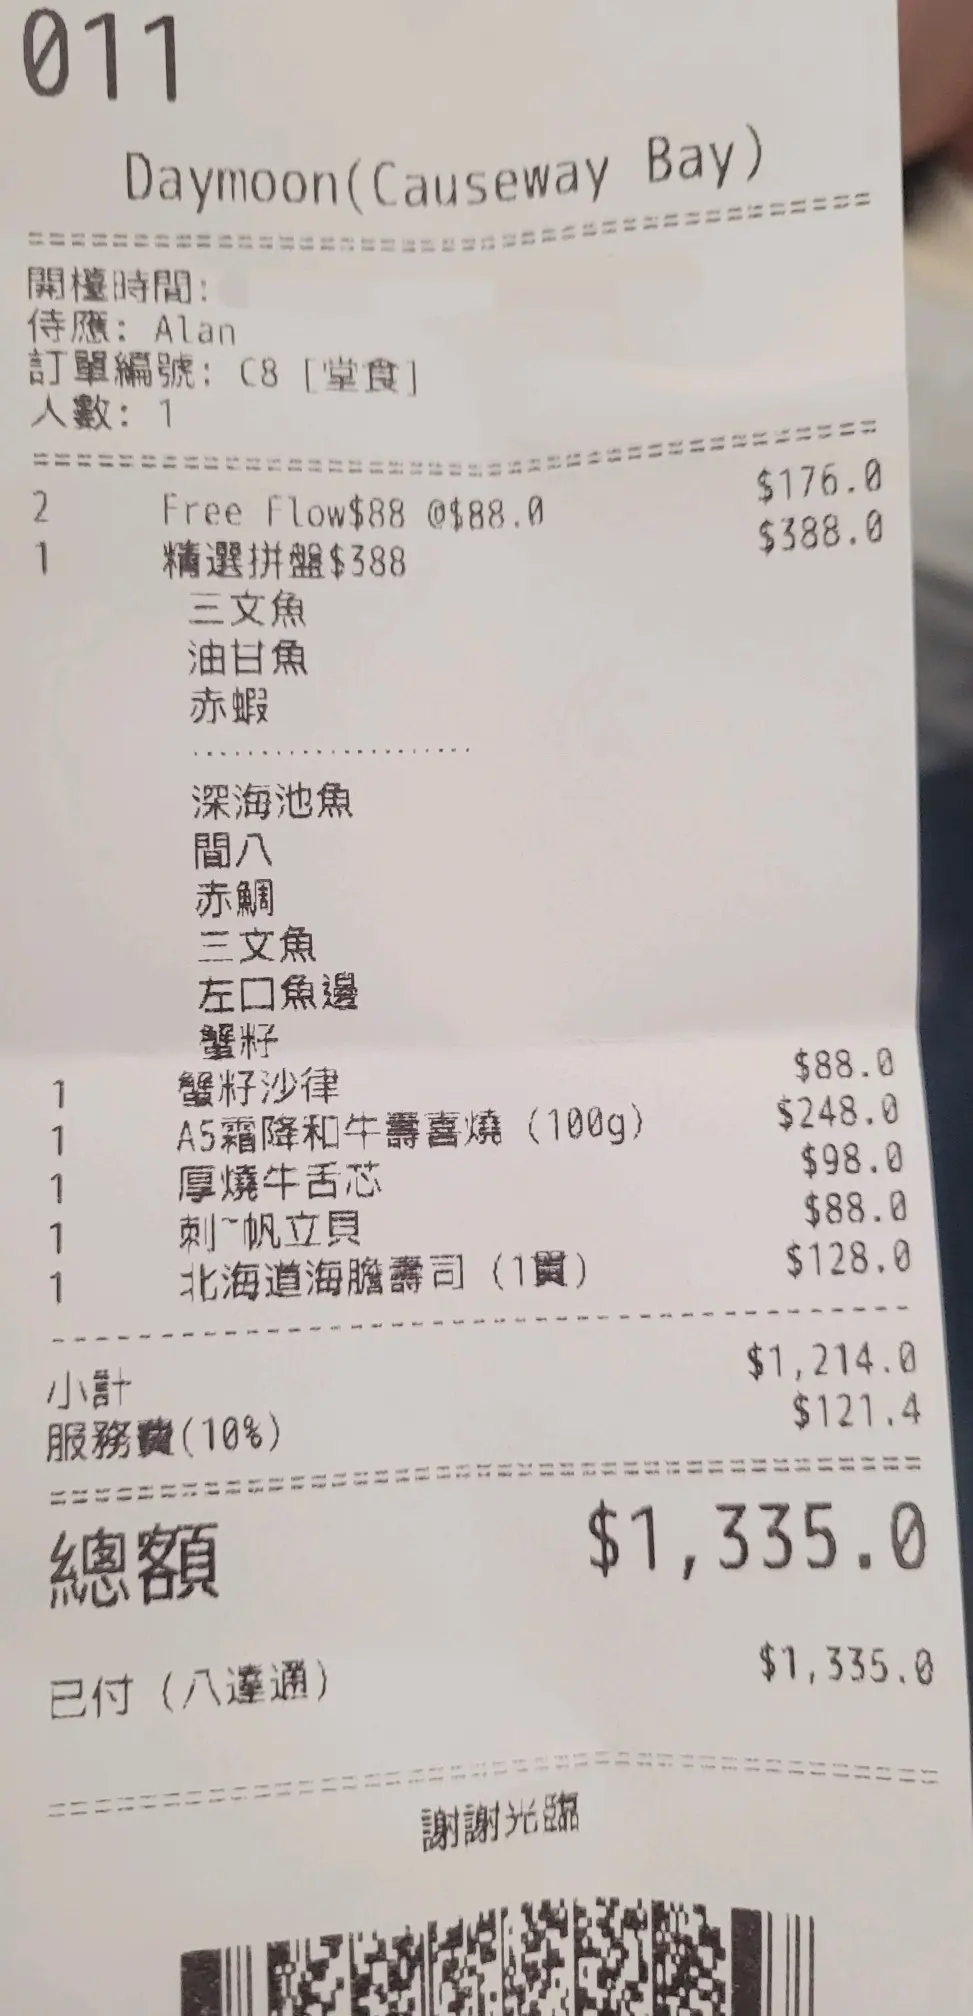 011
Daymoon(Causeway Bay)
開檯時間:
侍應: Alan
訂單編號: C8 [堂食]
人數: 1
2 Free Flow$88 @$88.0 $176.0
1 精選拼盤$388 $388.0
三文魚
油甘魚
赤蝦
深海池魚
間八
赤鯛
三文魚
左口魚邊
蟹籽
1 蟹籽沙律 $88.0
1 A5霜降和牛壽喜燒 (100g) $248.0
1 厚燒牛舌芯 $98.0
1 刺~帆立貝 $88.0
1 北海道海膽壽司 (1貫) $128.0
小計 $1,214.0
服務費(10%) $121.4
總額 $1,335.0
已付 (八達通) $1,335.0
謝謝光臨